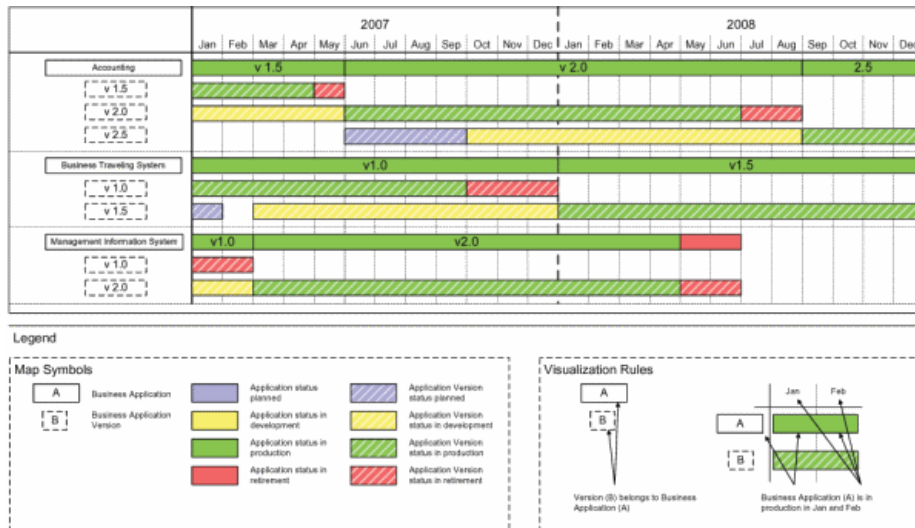 2007 2008
Jan Feb Mar Apr May Jun Jul Aug Sep Oct Nov Dec Jan Feb Mar Apr May Jun Jul Aug Sep Oct Nov Dec
Accounting v 1.5 v 2.0 2.5
v 1.5
v 2.0
v 2.5
Business Traveling System v1.0 v1.5
v 1.0
v 1.5
Management Information System v1.0 v2.0
v 1.0
v 2.0
Legend
Map Symbols
A Business Application
B Business Application
Version
Application status
planned
Application status in
development
Application status in
production
Application status in
retirement
Application Version
status planned
Application Version
status in development
Application Version
status in production
Application Version
status in retirement
Visualization Rules
A
B
Version (B) belongs to Business
Application (A)
Jan Feb
A
B
Business Application (A) is in
production in Jan and Feb